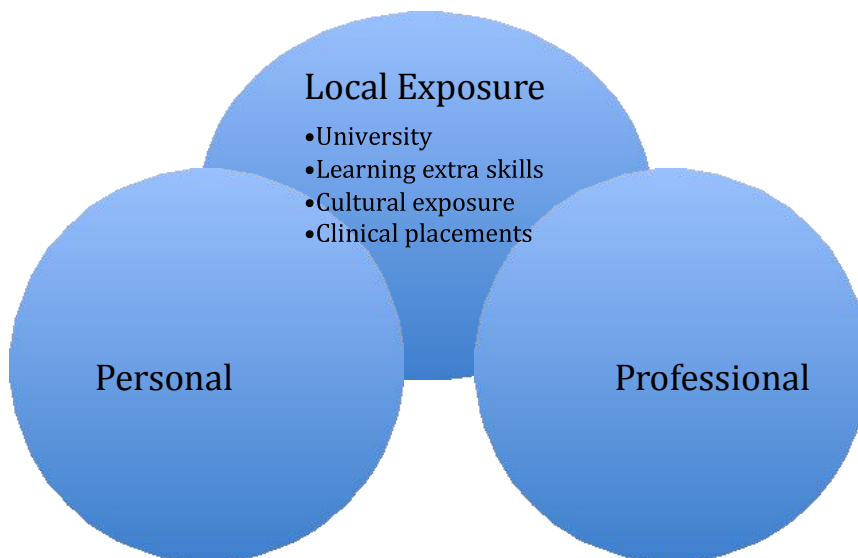 Local Exposure
•University
•Learning extra skills
•Cultural exposure
•Clinical placements
Personal
Professional